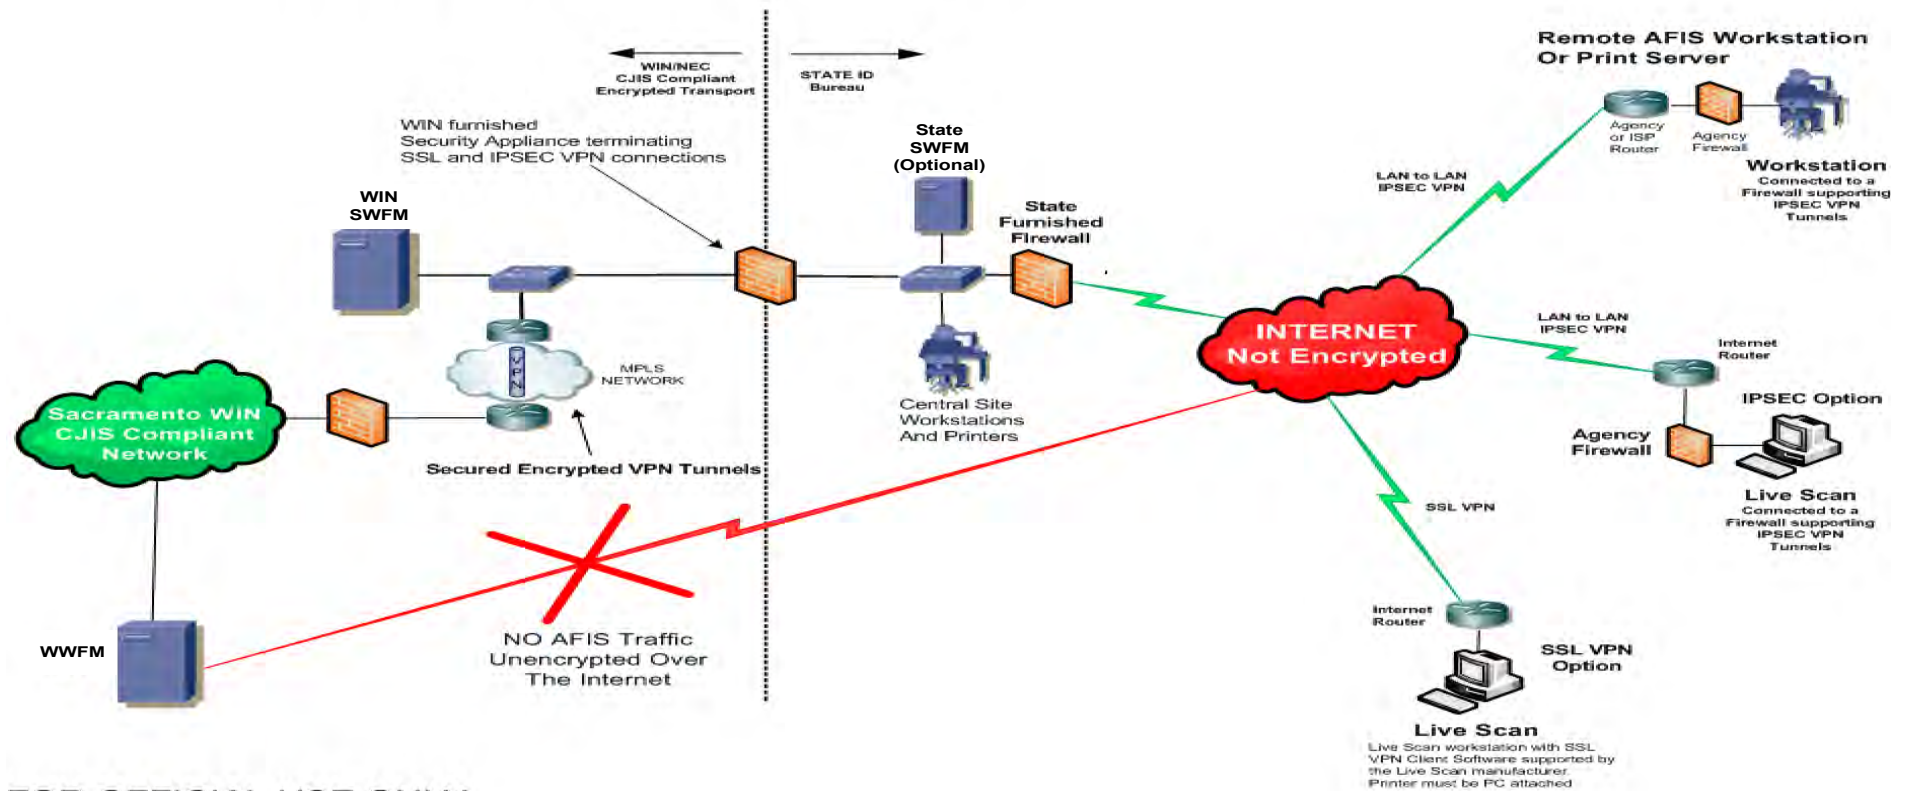 WIN/NEC
CJIS Compliant
Encrypted Transport
STATE ID
Bureau
WIN furnished
Security Appliance terminating
SSL and IPSEC VPN connections
State
SWFM
(Optional)
WIN
SWFM
State
Furnished
Firewall
Remote AFIS Workstation
Or Print Server
Agency
or ISP
Router
Agency
Firewall
Workstation
Connected to a
Firewall supporting
IPSEC VPN
Tunnels
LAN to LAN
IPSEC VPN
INTERNET
Not Encrypted
LAN to LAN
IPSEC VPN
Internet
Router
IPSEC Option
Agency
Firewall
Live Scan
Connected to a
Firewall supporting
IPSEC VPN
Tunnels
VPN
MPLS
NETWORK
Central Site
Workstations
And Printers
Sacramento WIN
CJIS Compliant
Network
Secured Encrypted VPN Tunnels
SSL VPN
WWFM
NO AFIS Traffic
Unencrypted Over
The Internet
Internet
Router
SSL VPN
Option
Live Scan
Live Scan workstation with SSL
VPN Client Software supported by
the Live Scan manufacturer.
Printer must be PC attached
FOR OFFICIAL USE ONLY